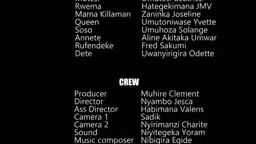 Rwema Hategekimana JMV
Mama Killaman Zaninka Joseline
Queen Umutoniwase Yvette
Soso Umuhoza Solange
Annete Aline Akitaka Umwar
Rufendeke Fred Sakumi
Dete Uwanyirigira Odette
CREW
Producer Muhire Clement
Director Nyambo Jesca
Ass Director Habimana Valens
Camera 1 Sadik
Camera 2 Nyirimanzi Charite
Sound Niyitegeka Yoram
Music composer Nibigira Egide